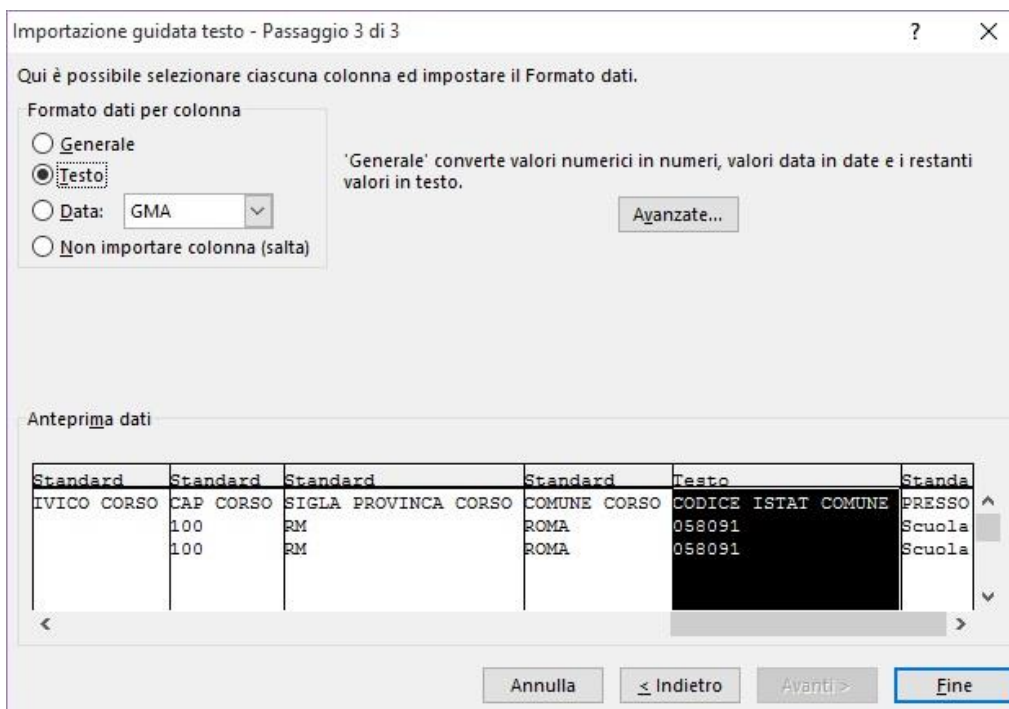 Importazione guidata testo - Passaggio 3 di 3 ? ×
Qui è possibile selezionare ciascuna colonna ed impostare il Formato dati.
Formato dati per colonna
Generale
Testo
Data: GMA
Non importare colonna (salta)
'Generale' converte valori numerici in numeri, valori data in date e i restanti
valori in testo.
Avanzate...
Anteprima dati
Standard Standard Standard Standard Testo Standa
IVICO CORSO CAP CORSO SIGLA PROVINCA CORSO COMUNE CORSO CODICE ISTAT COMUNE PRESSO
100 RM ROMA 058091 Scuola
100 RM ROMA 058091 Scuola
Annulla < Indietro Avanti > Fine